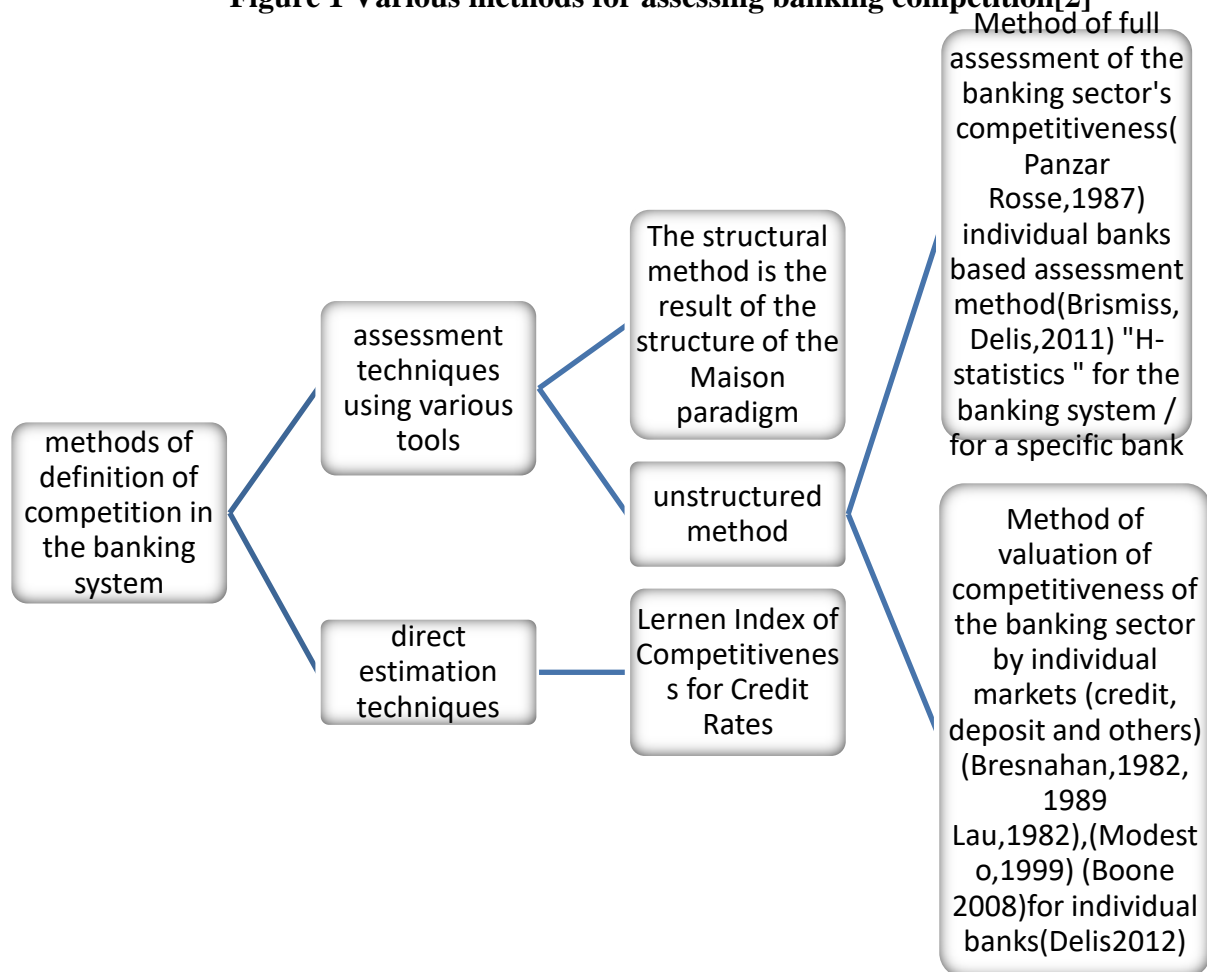 Figure 1 Various methods for assessing banking competition[2]
methods of
definition of
competition in
the banking
system
assessment
techniques
using various
tools
direct
estimation
techniques
The structural
method is the
result of the
structure of the
Maison
paradigm
unstructured
method
Lernen Index of
Competitivenes
s for Credit
Rates
Method of full
assessment of the
banking sector's
competitiveness(
Panzar
Rosse,1987)
individual banks
based assessment
method(Brismiss,
Delis,2011) "H-
statistics " for the
banking system /
for a specific bank
Method of
valuation of
competitiveness of
the banking sector
by individual
markets (credit,
deposit and others)
(Bresnahan,1982,
1989
Lau,1982),(Modest
o,1999) (Boone
2008)for individual
banks(Delis2012)